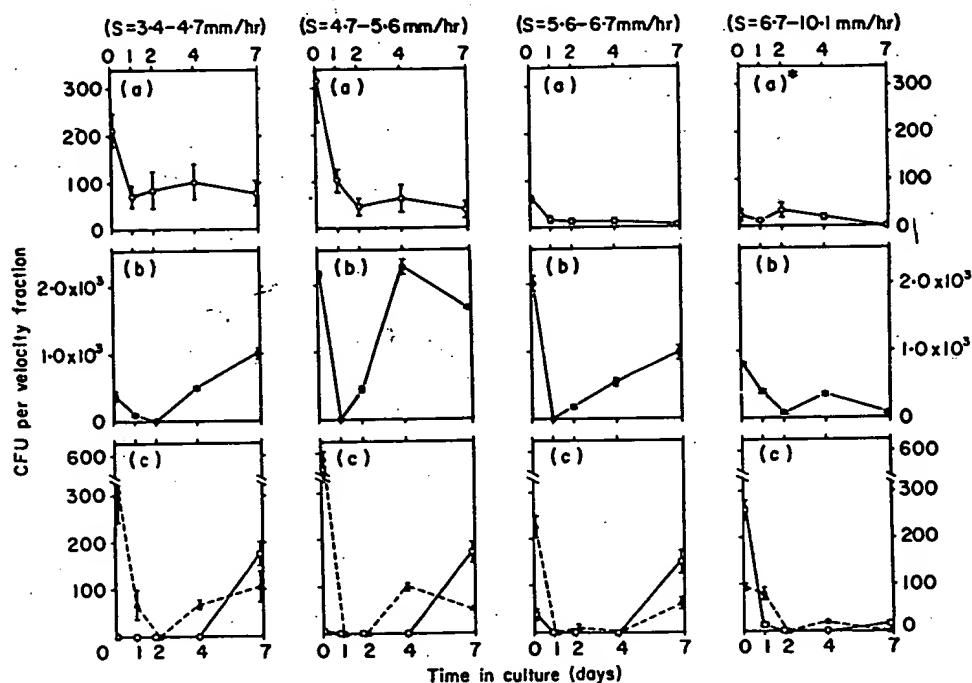 (S=3·4-4·7mm/hr)
(S=4·7-5·6mm/hr)
(S=5·6-6·7mm/hr)
(S=6·7-10·1mm/hr)
0 1 2 4 7
0 1 2 4 7
0 1 2 4 7
0 1 2 4 7
300
200
100
0
(a)
(a)
(a)
(a)*
300
200
100
0
2·0x10³
1·0x10³
0
(b)
(b)
(b)
(b)
2·0x10³
1·0x10³
0
600
300
200
100
(c)
(c)
(c)
(c)
600
300
200
100
0
0 1 2 4 7
0 1 2 4 7
0 1 2 4 7
0 1 2 4 7
CFU per velocity fraction
Time in culture (days)